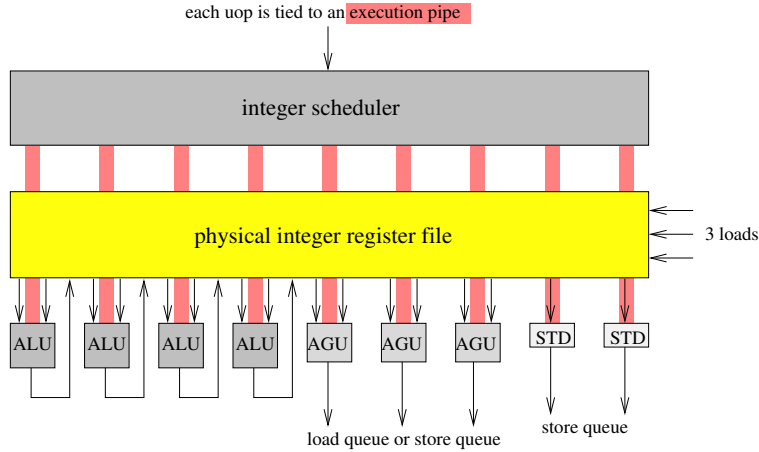 each uop is tied to an execution pipe
integer scheduler
physical integer register file
3 loads
ALU ALU ALU ALU AGU AGU AGU STD STD
load queue or store queue
store queue